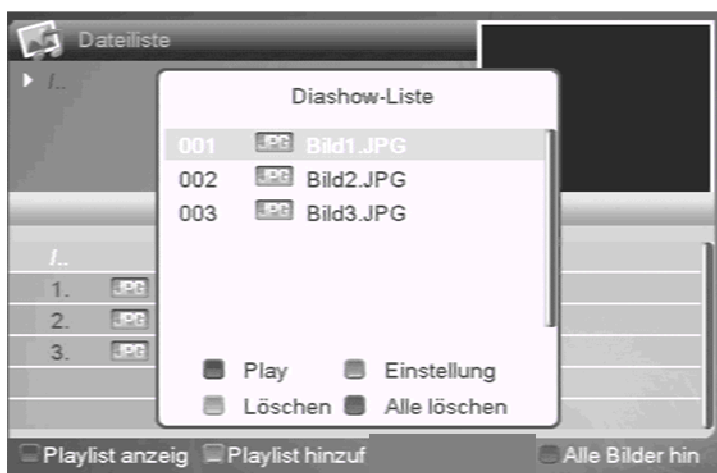 Dateiliste
/..
Diashow-Liste
001 JPG Bild1.JPG
002 JPG Bild2.JPG
003 JPG Bild3.JPG
/..
1. JPG
2. JPG
3. JPG
Play Einstellung
Löschen Alle löschen
Playlist anzeig Playlist hinzuf Alle Bilder hin